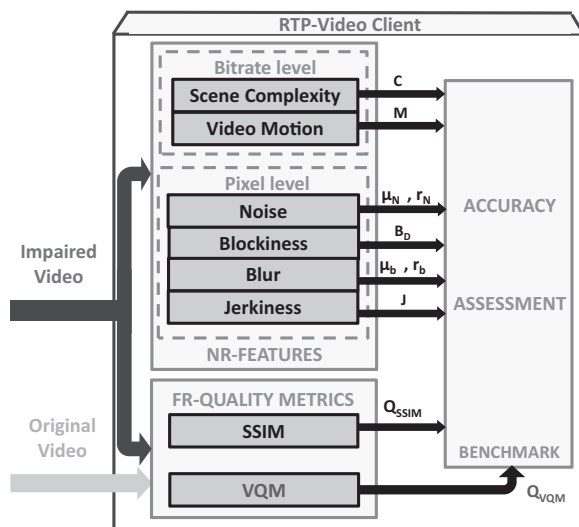 RTP-Video Client
Bitrate level
Scene Complexity
C
Video Motion
M
Pixel level
Noise
μN , rN
Blockiness
BD
Blur
μb , rb
Jerkiness
J
NR-FEATURES
Impaired
Video
ACCURACY
ASSESSMENT
FR-QUALITY METRICS
SSIM
QSSIM
Original
Video
VQM
BENCHMARK
QVQM